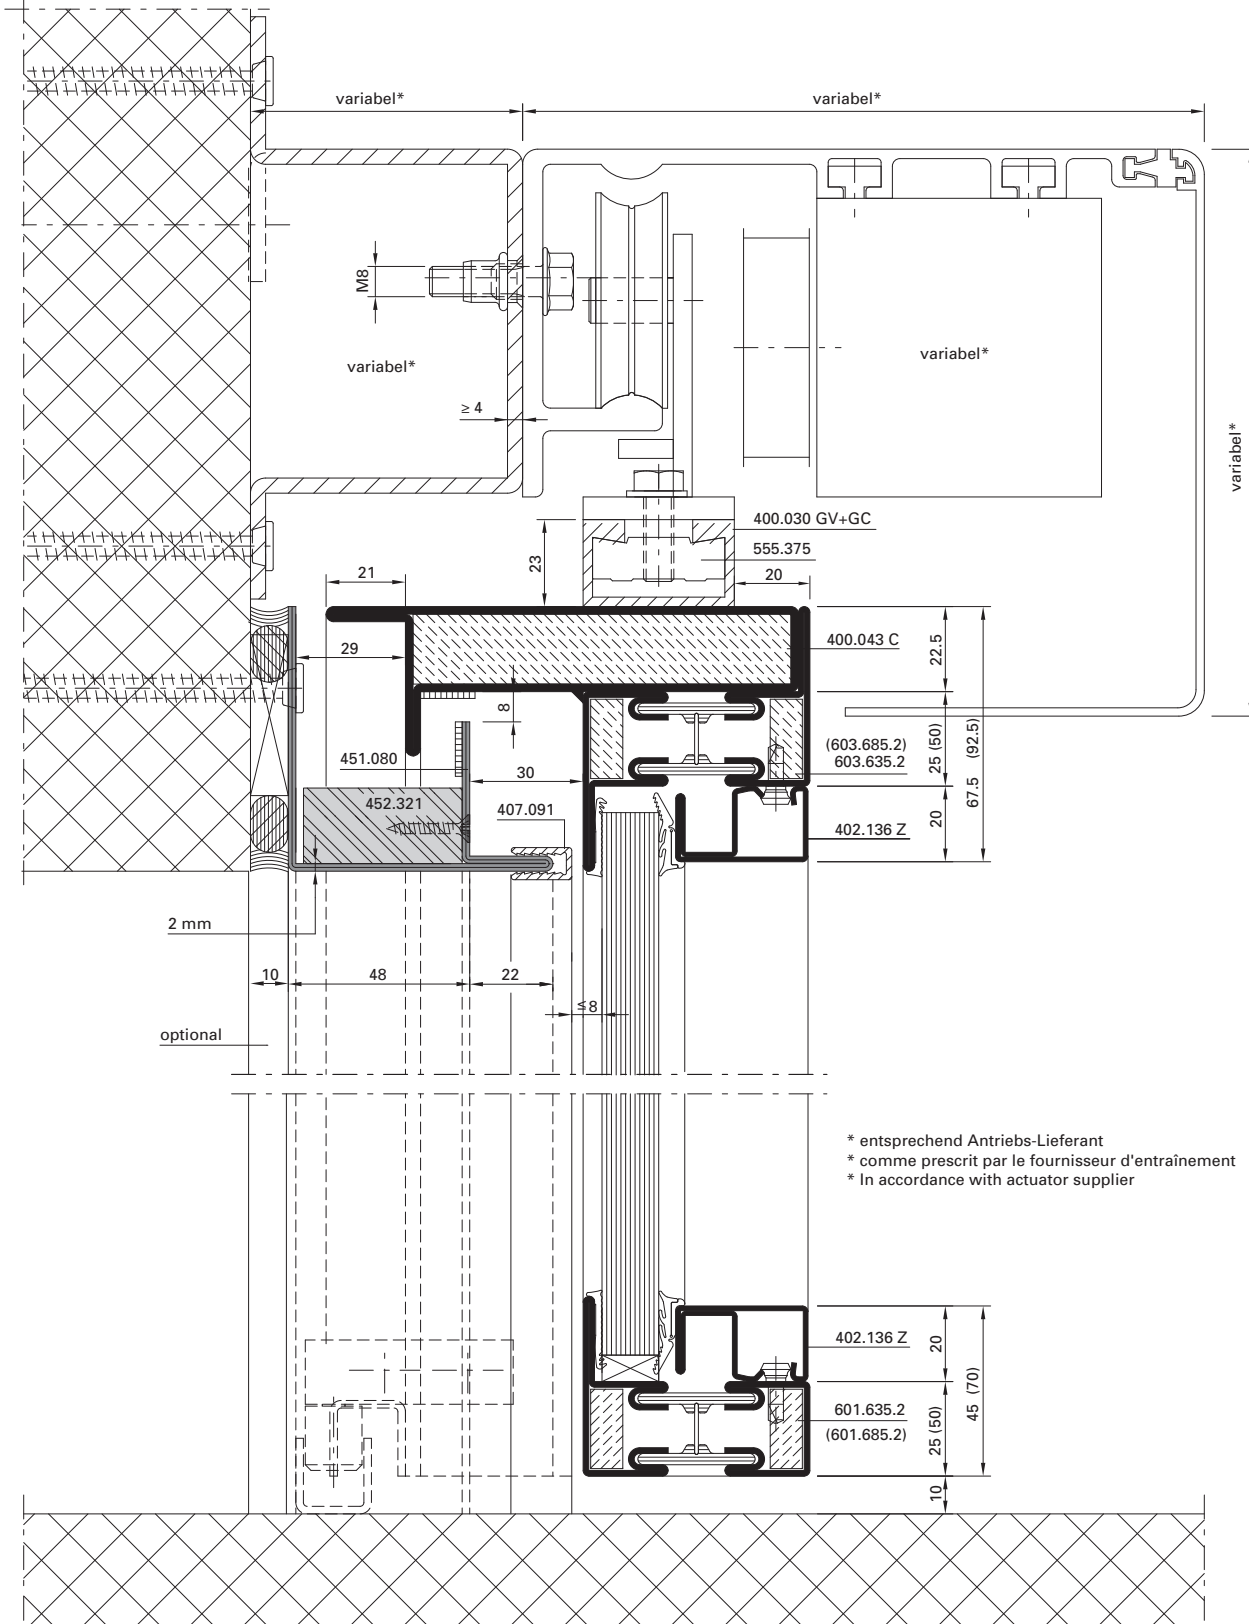 variabel*
variabel*
M8
variabel*
variabel*
≥ 4
variabel*
400.030 GV+GC
555.375
23
20
21
29
400.043 C
22.5
8
451.080
30
(603.685.2)
603.635.2
25 (50)
67.5 (92.5)
452.321
407.091
402.136 Z
20
2 mm
10
48
22
≤ 8
optional
* entsprechend Antriebs-Lieferant
* comme prescrit par le fournisseur d'entraînement
* In accordance with actuator supplier
402.136 Z
20
45 (70)
601.635.2
(601.685.2)
25 (50)
10